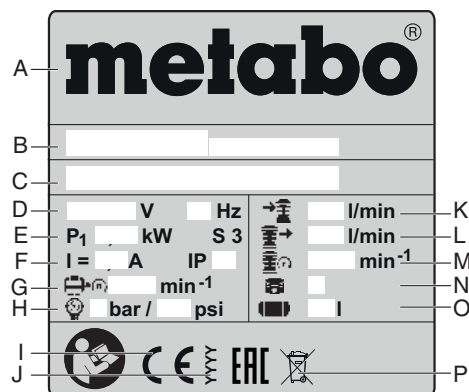 metabo®
A
B
C
D V Hz l/min K
E P1 kW S 3 l/min L
F I = A IP min-1 M
G min-1 N
H bar / psi l O
I
J CE EAC P